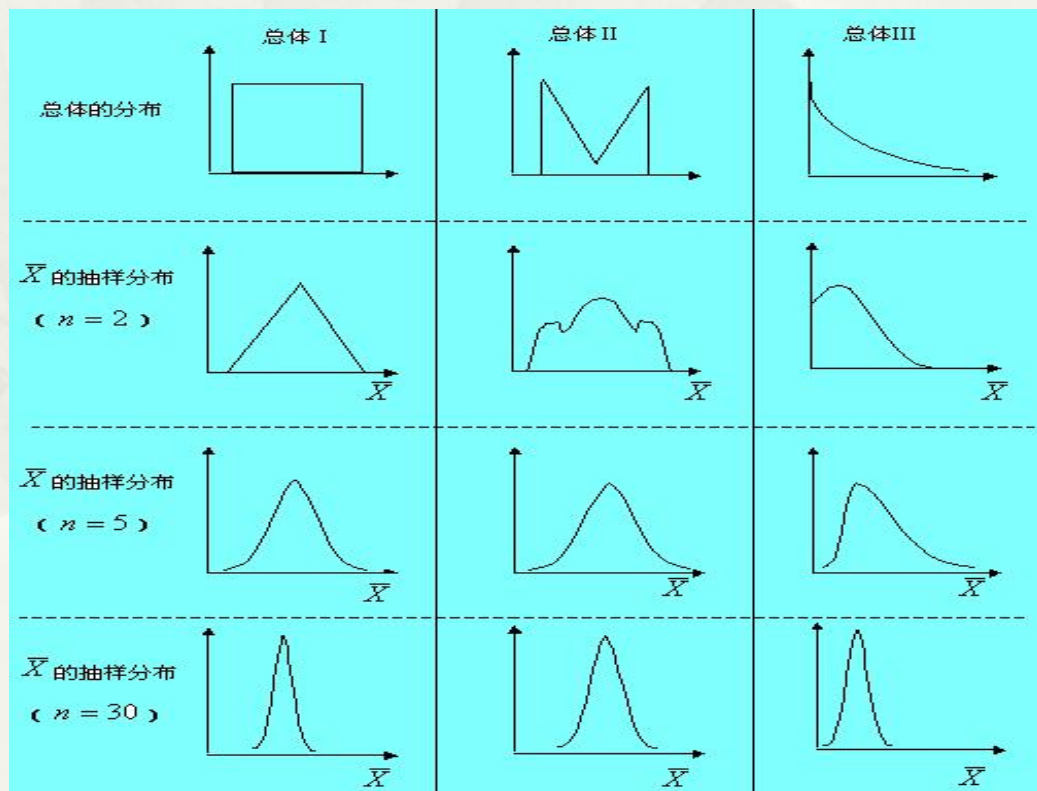 总体 I
总体 II
总体III
总体的分布
X̅ 的抽样分布
( n = 2 )
X̅
X̅
X̅
X̅ 的抽样分布
( n = 5 )
X̅
X̅
X̅
X̅ 的抽样分布
( n = 30 )
X̅
X̅
X̅